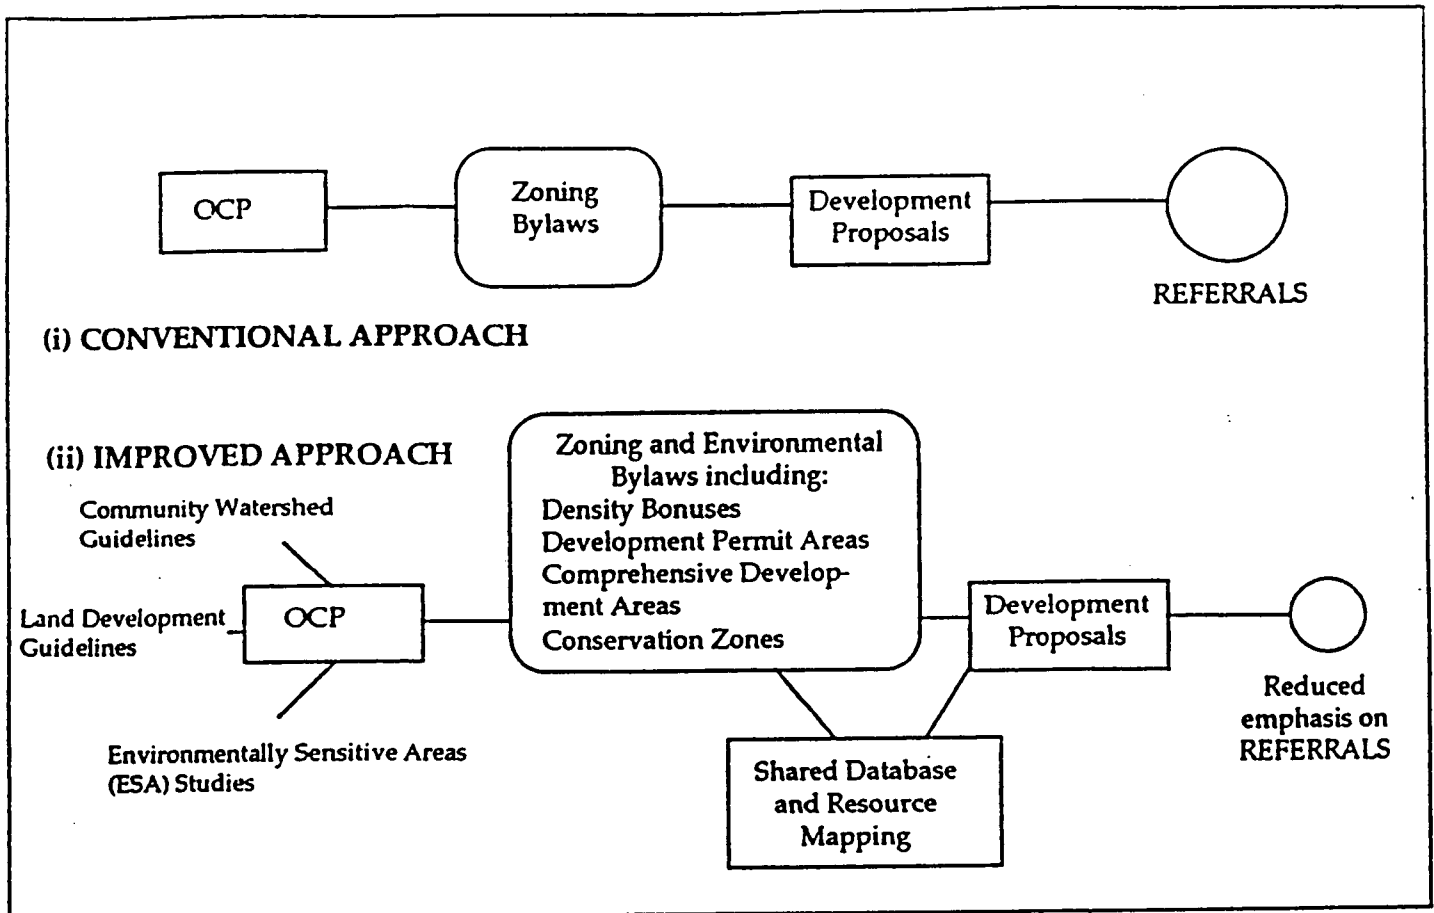 OCP
Zoning
Bylaws
Development
Proposals
REFERRALS
(i) CONVENTIONAL APPROACH
(ii) IMPROVED APPROACH
Community Watershed
Guidelines
Land Development
Guidelines
OCP
Environmentally Sensitive Areas
(ESA) Studies
Zoning and Environmental
Bylaws including:
Density Bonuses
Development Permit Areas
Comprehensive Develop-
ment Areas
Conservation Zones
Development
Proposals
Shared Database
and Resource
Mapping
Reduced
emphasis on
REFERRALS